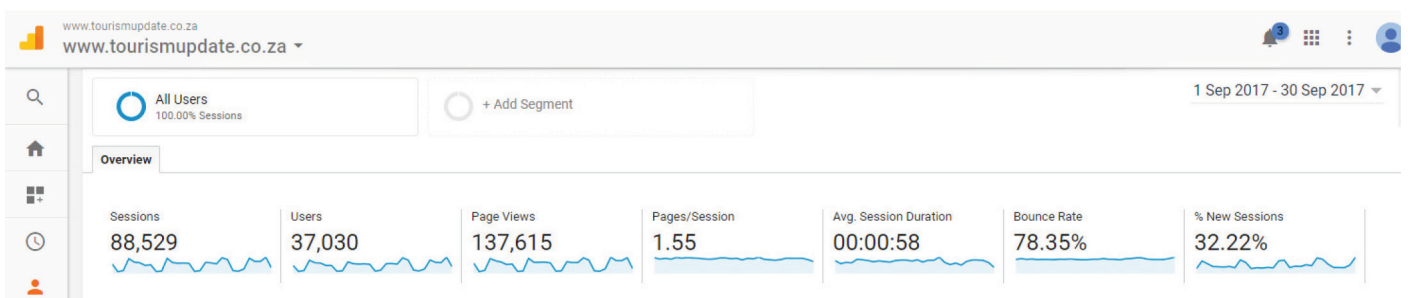 www.tourismupdate.co.za
www.tourismupdate.co.za
3
All Users
100.00% Sessions
+ Add Segment
1 Sep 2017 - 30 Sep 2017
Overview
Sessions
88,529
Users
37,030
Page Views
137,615
Pages/Session
1.55
Avg. Session Duration
00:00:58
Bounce Rate
78.35%
% New Sessions
32.22%